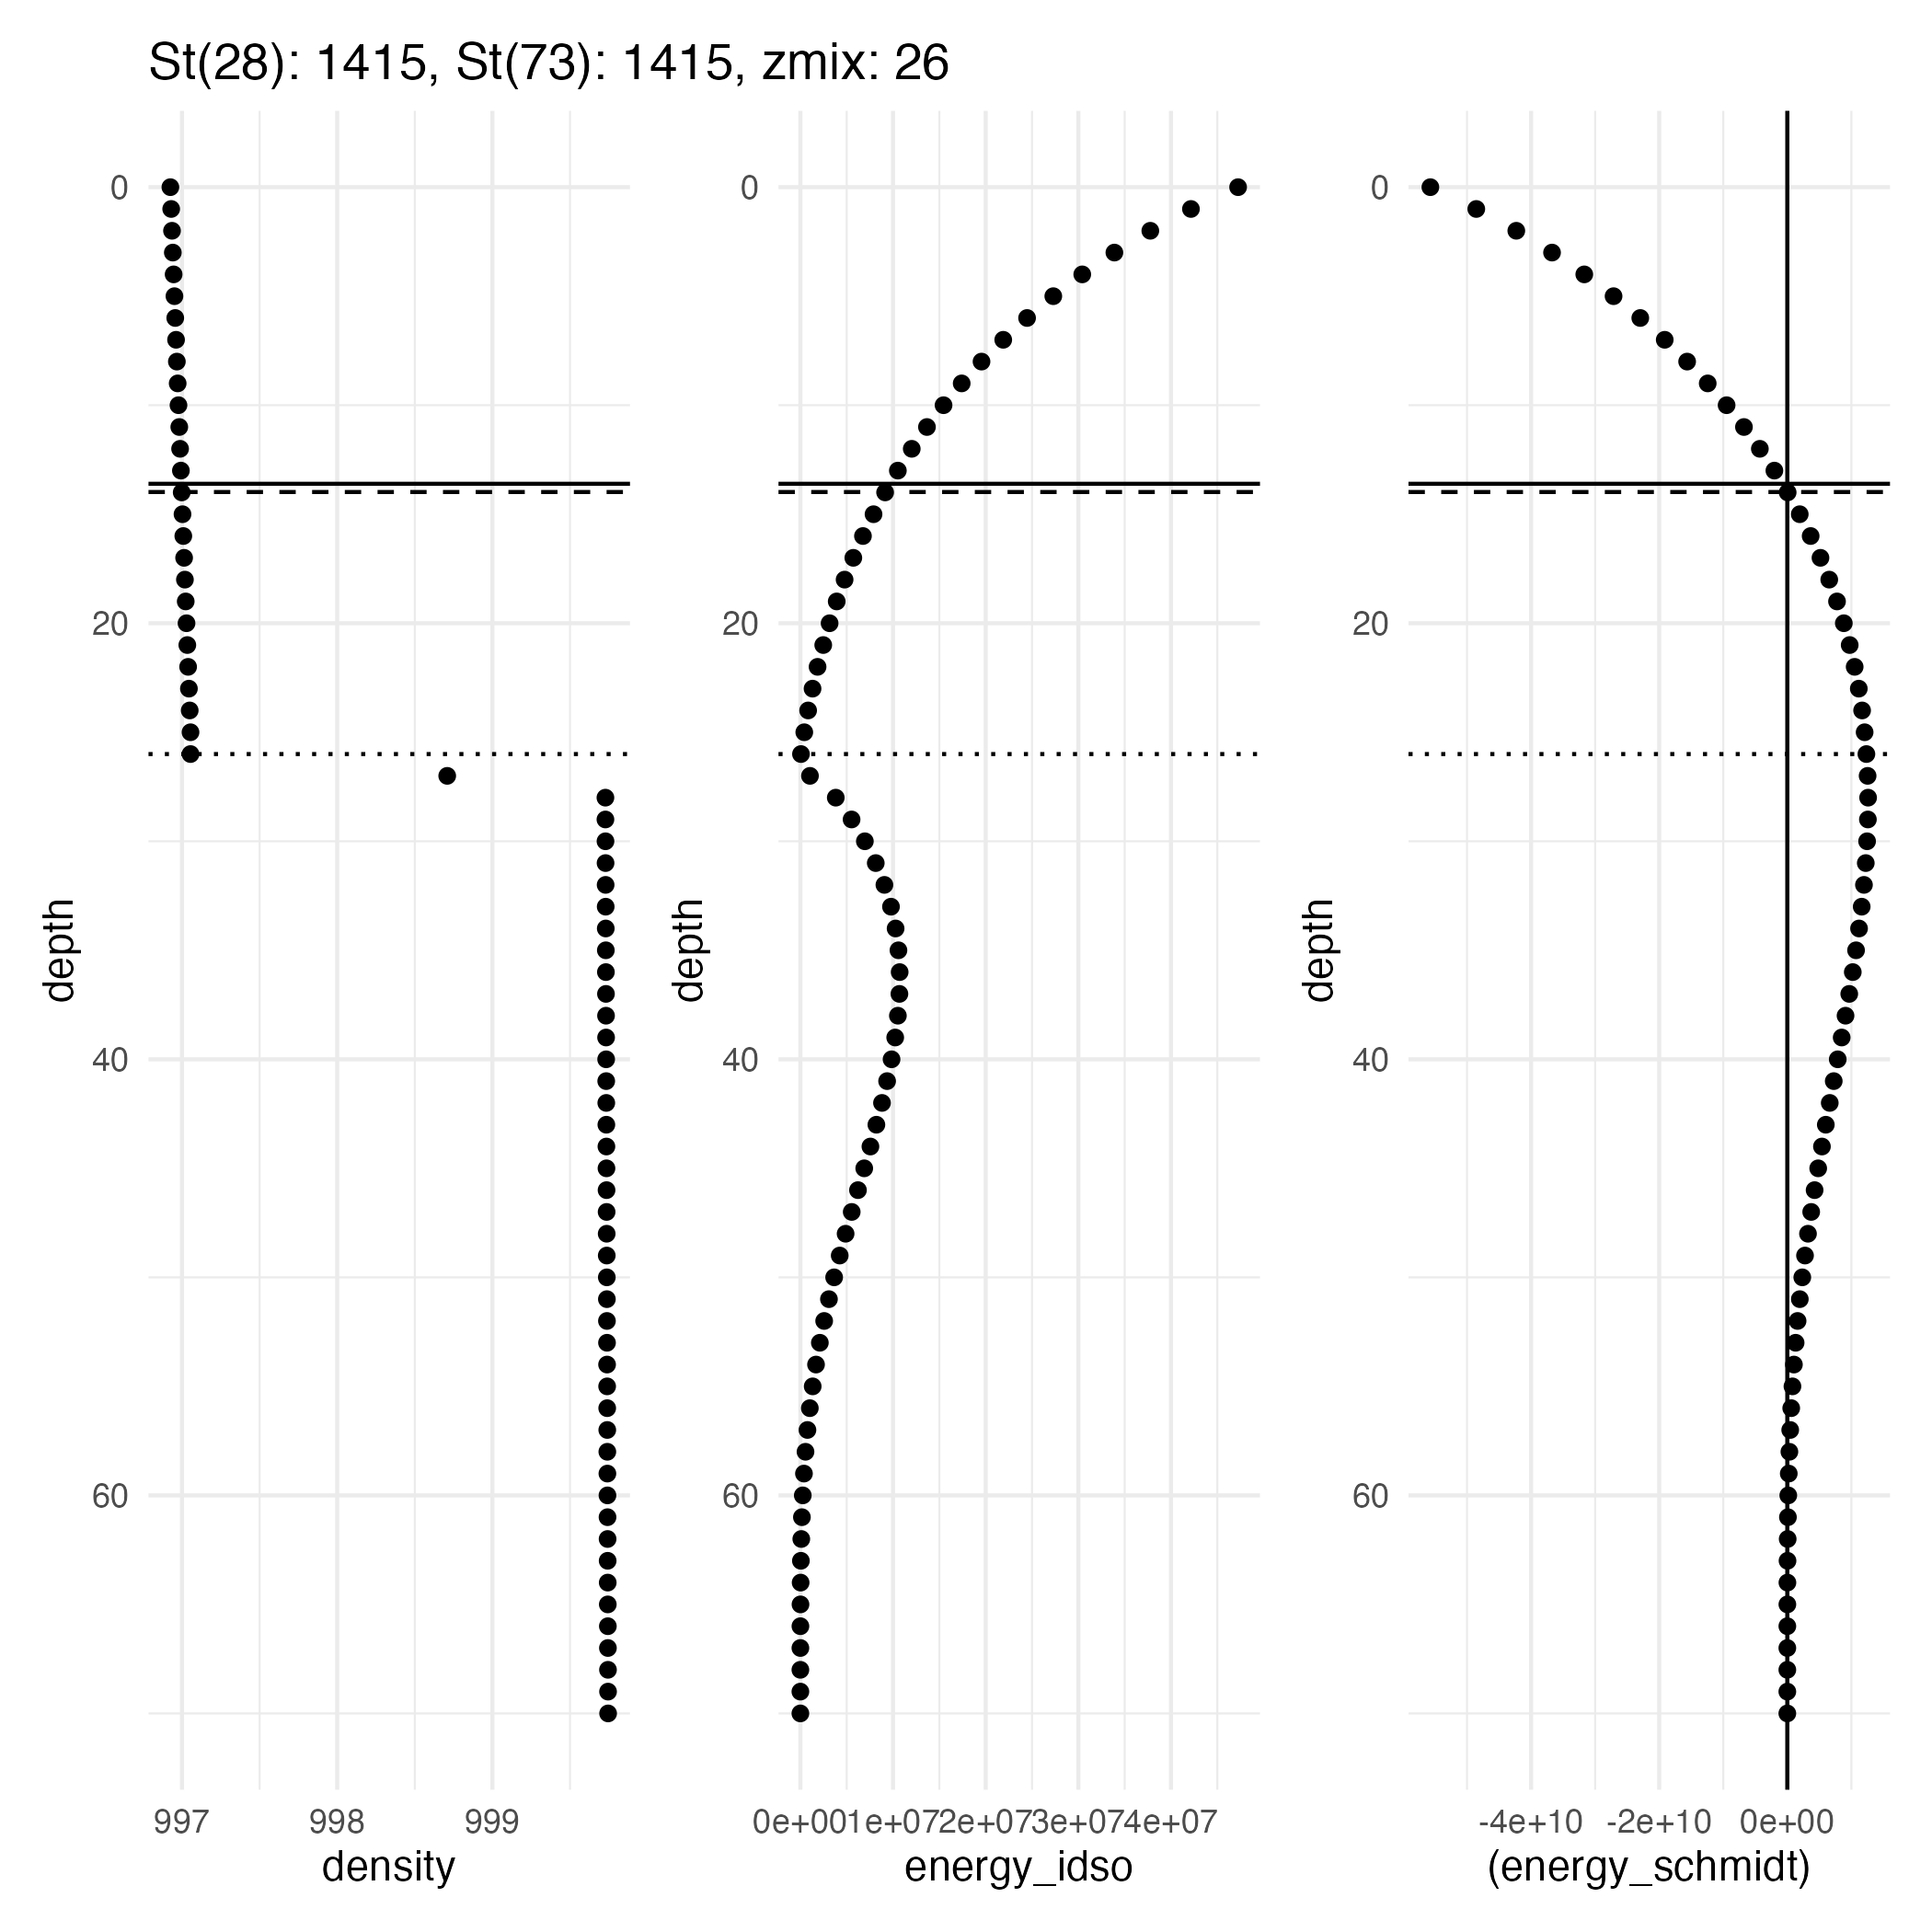 St(28): 1415, St(73): 1415, zmix: 26
0
20
40
60
depth
997 998 999
density
0
20
40
60
depth
0e+00 1e+07 2e+07 3e+07 4e+07
energy_idso
0
20
40
60
depth
-4e+10 -2e+10 0e+00
(energy_schmidt)